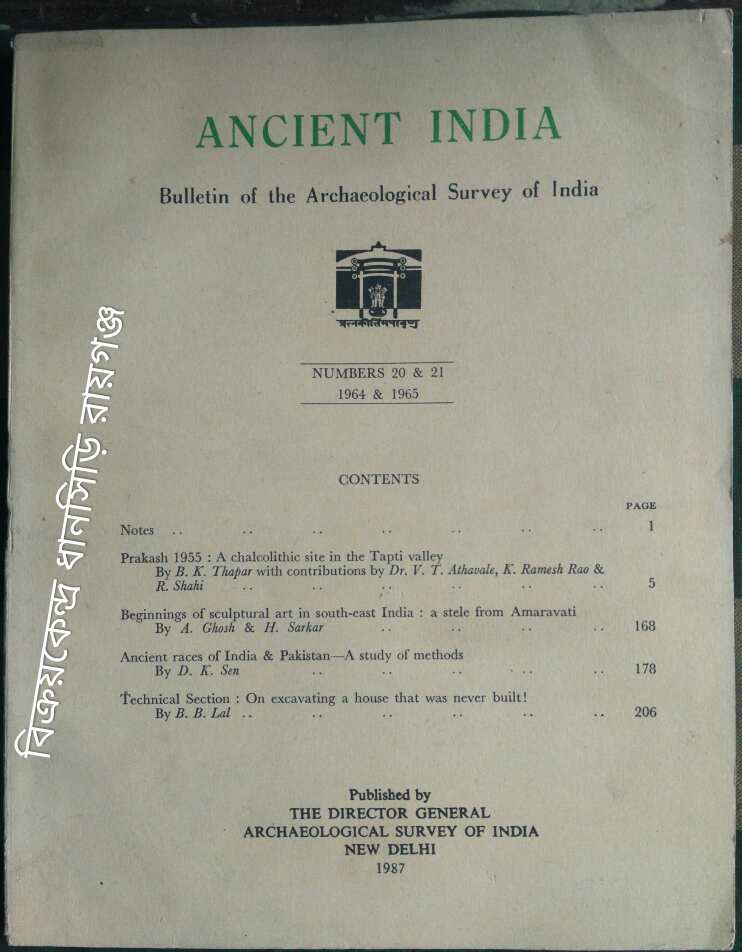 ANCIENT INDIA
Bulletin of the Archaeological Survey of India
प्रत्नकीर्तिमपावृणु
NUMBERS 20 & 21
1964 & 1965
CONTENTS
PAGE
Notes .. .. .. .. .. .. .. 1
Prakash 1955 : A chalcolithic site in the Tapti valley
By B. K. Thapar with contributions by Dr. V. T. Athavale, K. Ramesh Rao &
R. Shahi .. .. .. .. .. .. 5
Beginnings of sculptural art in south-east India : a stele from Amaravati
By A. Ghosh & H. Sarkar .. .. .. .. 168
Ancient races of India & Pakistan—A study of methods
By D. K. Sen .. .. .. .. .. 178
Technical Section : On excavating a house that was never built!
By B. B. Lal .. .. .. .. .. .. 206
Published by
THE DIRECTOR GENERAL
ARCHAEOLOGICAL SURVEY OF INDIA
NEW DELHI
1987
বিক্রয়কেন্দ্র ধানসিড়ি রায়গঞ্জ